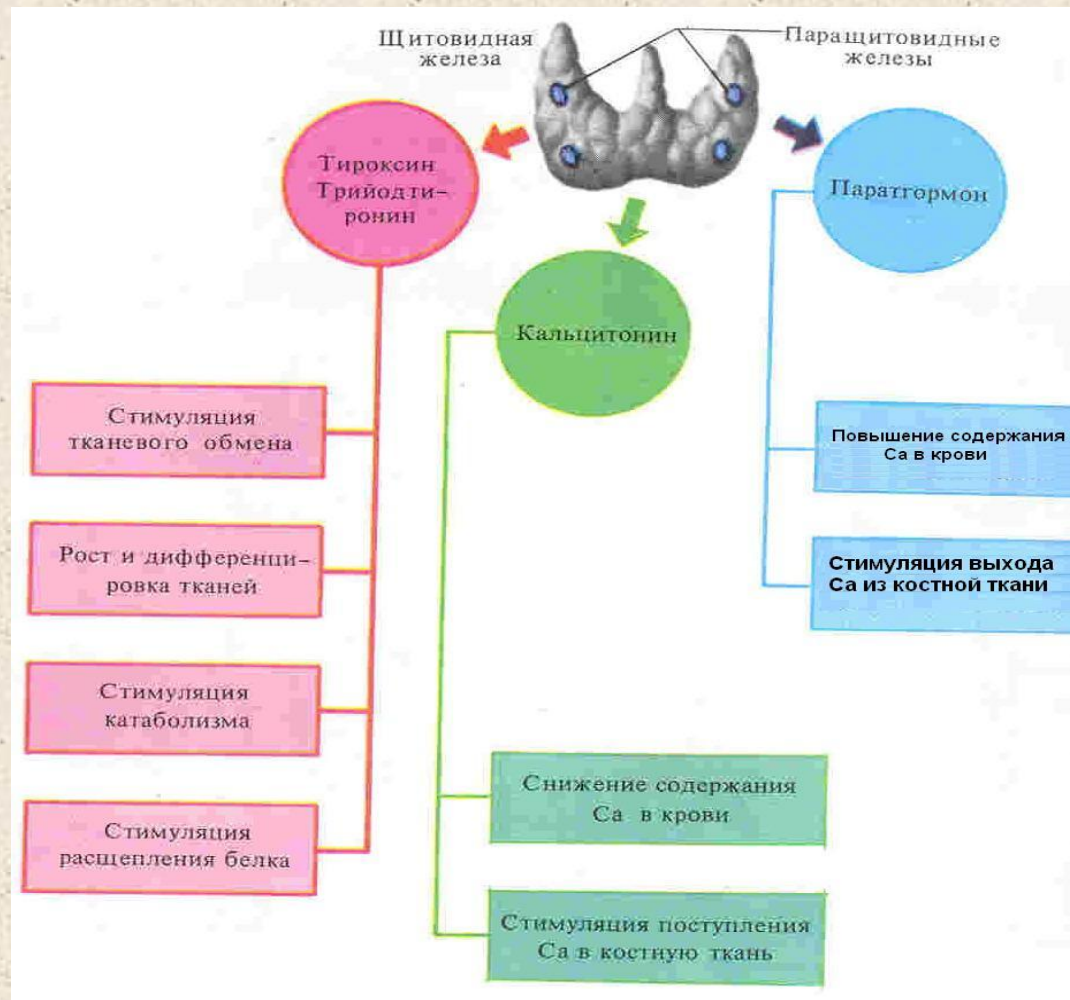 Щитовидная
железа
Паращитовидные
железы
Тироксин
Трийодти-
ронин
Паратгормон
Кальцитонин
Стимуляция
тканевого обмена
Рост и дифференци-
ровка тканей
Стимуляция
катаболизма
Стимуляция
расщепления белка
Повышение содержания
Са в крови
Стимуляция выхода
Са из костной ткани
Снижение содержания
Са в крови
Стимуляция поступления
Са в костную ткань